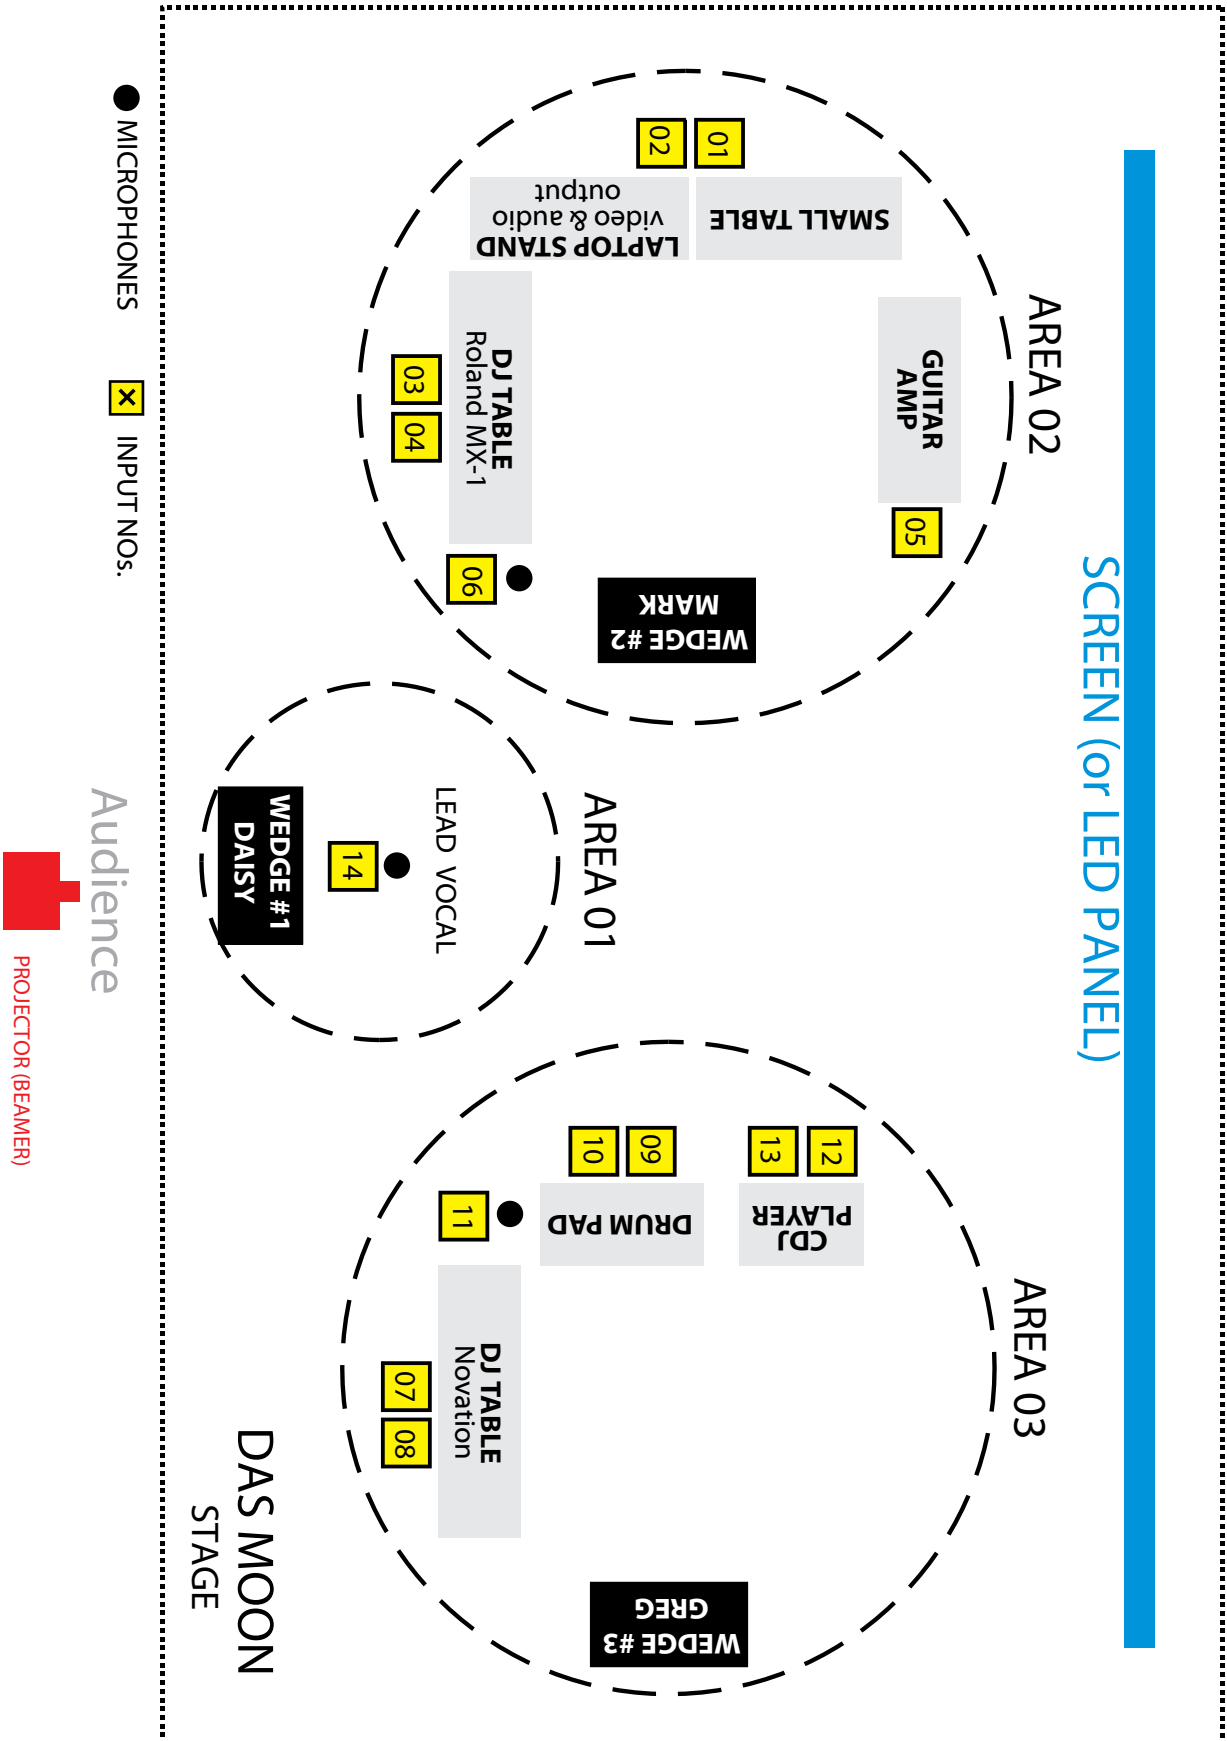 SCREEN (or LED PANEL)
AREA 02
SMALL TABLE
01
02
LAPTOP STAND
video & audio
output
GUITAR
AMP
05
DJ TABLE
Roland MX-1
03
04
06
WEDGE #2
MARK
AREA 01
LEAD VOCAL
14
WEDGE #1
DAISY
AREA 03
12
13
CDJ
PLAYER
09
10
DRUM PAD
11
DJ TABLE
Novation
07
08
WEDGE #3
GREG
DAS MOON
STAGE
MICROPHONES
× INPUT NOs.
Audience
PROJECTOR (BEAMER)